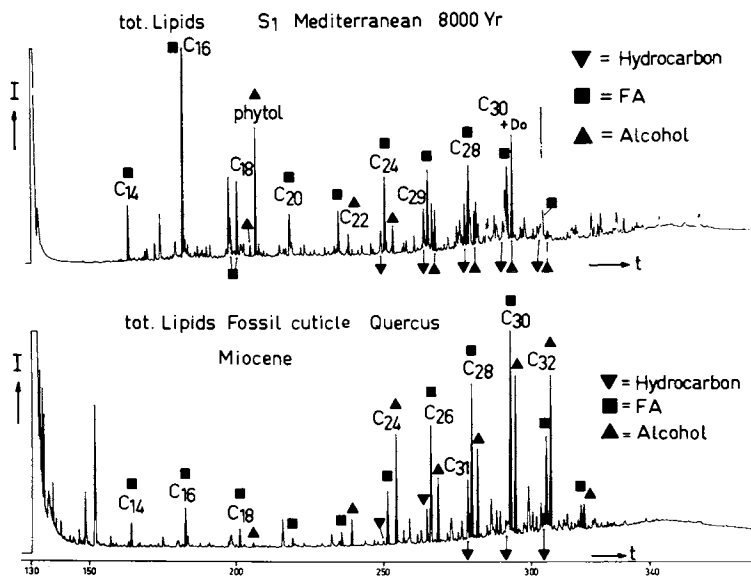 tot. Lipids S1 Mediterranean 8000 Yr
C16
▼ = Hydrocarbon
■ = FA
▲ = Alcohol
I
phytol
C30
+ Do
C14
C18
C20
C22
C24
C29
C28
t
tot. Lipids Fossil cuticle Quercus
Miocene
C30
▼ = Hydrocarbon
■ = FA
▲ = Alcohol
I
C28
C32
C24
C26
C31
C14
C16
C18
t
130 150 200 250 300 340